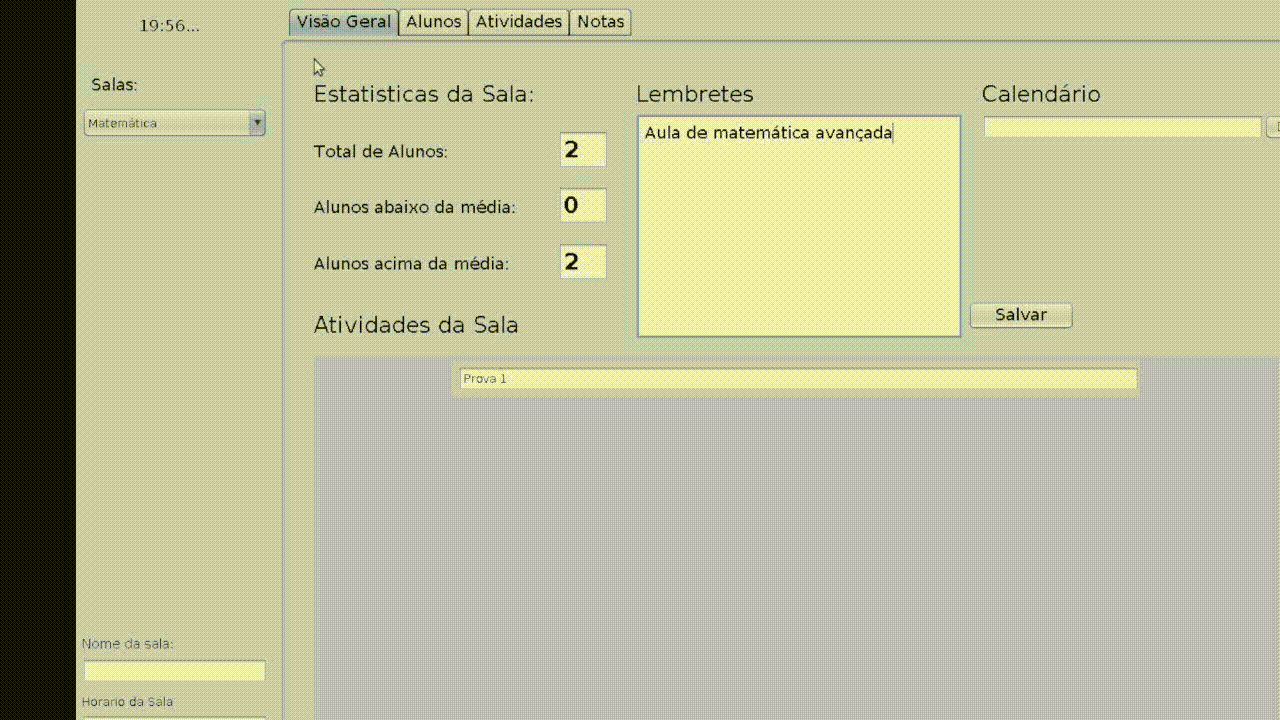 19:56...
Visão Geral
Alunos
Atividades
Notas
Salas:
Matemática
Estatisticas da Sala:
Total de Alunos:
2
Alunos abaixo da média:
0
Alunos acima da média:
2
Lembretes
Aula de matemática avançada
Calendário
Salvar
Atividades da Sala
Prova 1
Nome da sala:
Horario da Sala